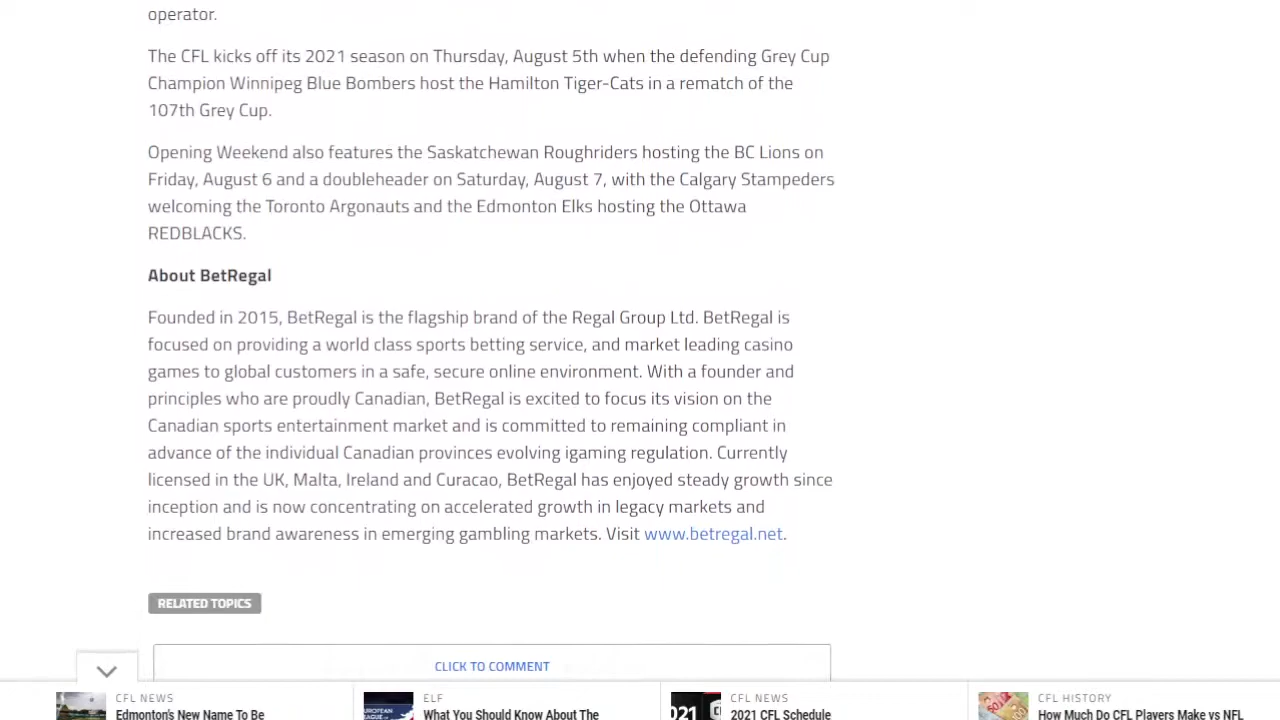 operator.
The CFL kicks off its 2021 season on Thursday, August 5th when the defending Grey Cup
Champion Winnipeg Blue Bombers host the Hamilton Tiger-Cats in a rematch of the
107th Grey Cup.
Opening Weekend also features the Saskatchewan Roughriders hosting the BC Lions on
Friday, August 6 and a doubleheader on Saturday, August 7, with the Calgary Stampeders
welcoming the Toronto Argonauts and the Edmonton Elks hosting the Ottawa
REDBLACKS.
About BetRegal
Founded in 2015, BetRegal is the flagship brand of the Regal Group Ltd. BetRegal is
focused on providing a world class sports betting service, and market leading casino
games to global customers in a safe, secure online environment. With a founder and
principles who are proudly Canadian, BetRegal is excited to focus its vision on the
Canadian sports entertainment market and is committed to remaining compliant in
advance of the individual Canadian provinces evolving igaming regulation. Currently
licensed in the UK, Malta, Ireland and Curacao, BetRegal has enjoyed steady growth since
inception and is now concentrating on accelerated growth in legacy markets and
increased brand awareness in emerging gambling markets. Visit www.betregal.net.
RELATED TOPICS
CLICK TO COMMENT
CFL NEWS
Edmonton's New Name To Be
ELF
What You Should Know About The
CFL NEWS
2021 CFL Schedule
CFL HISTORY
How Much Do CFL Players Make vs NFL